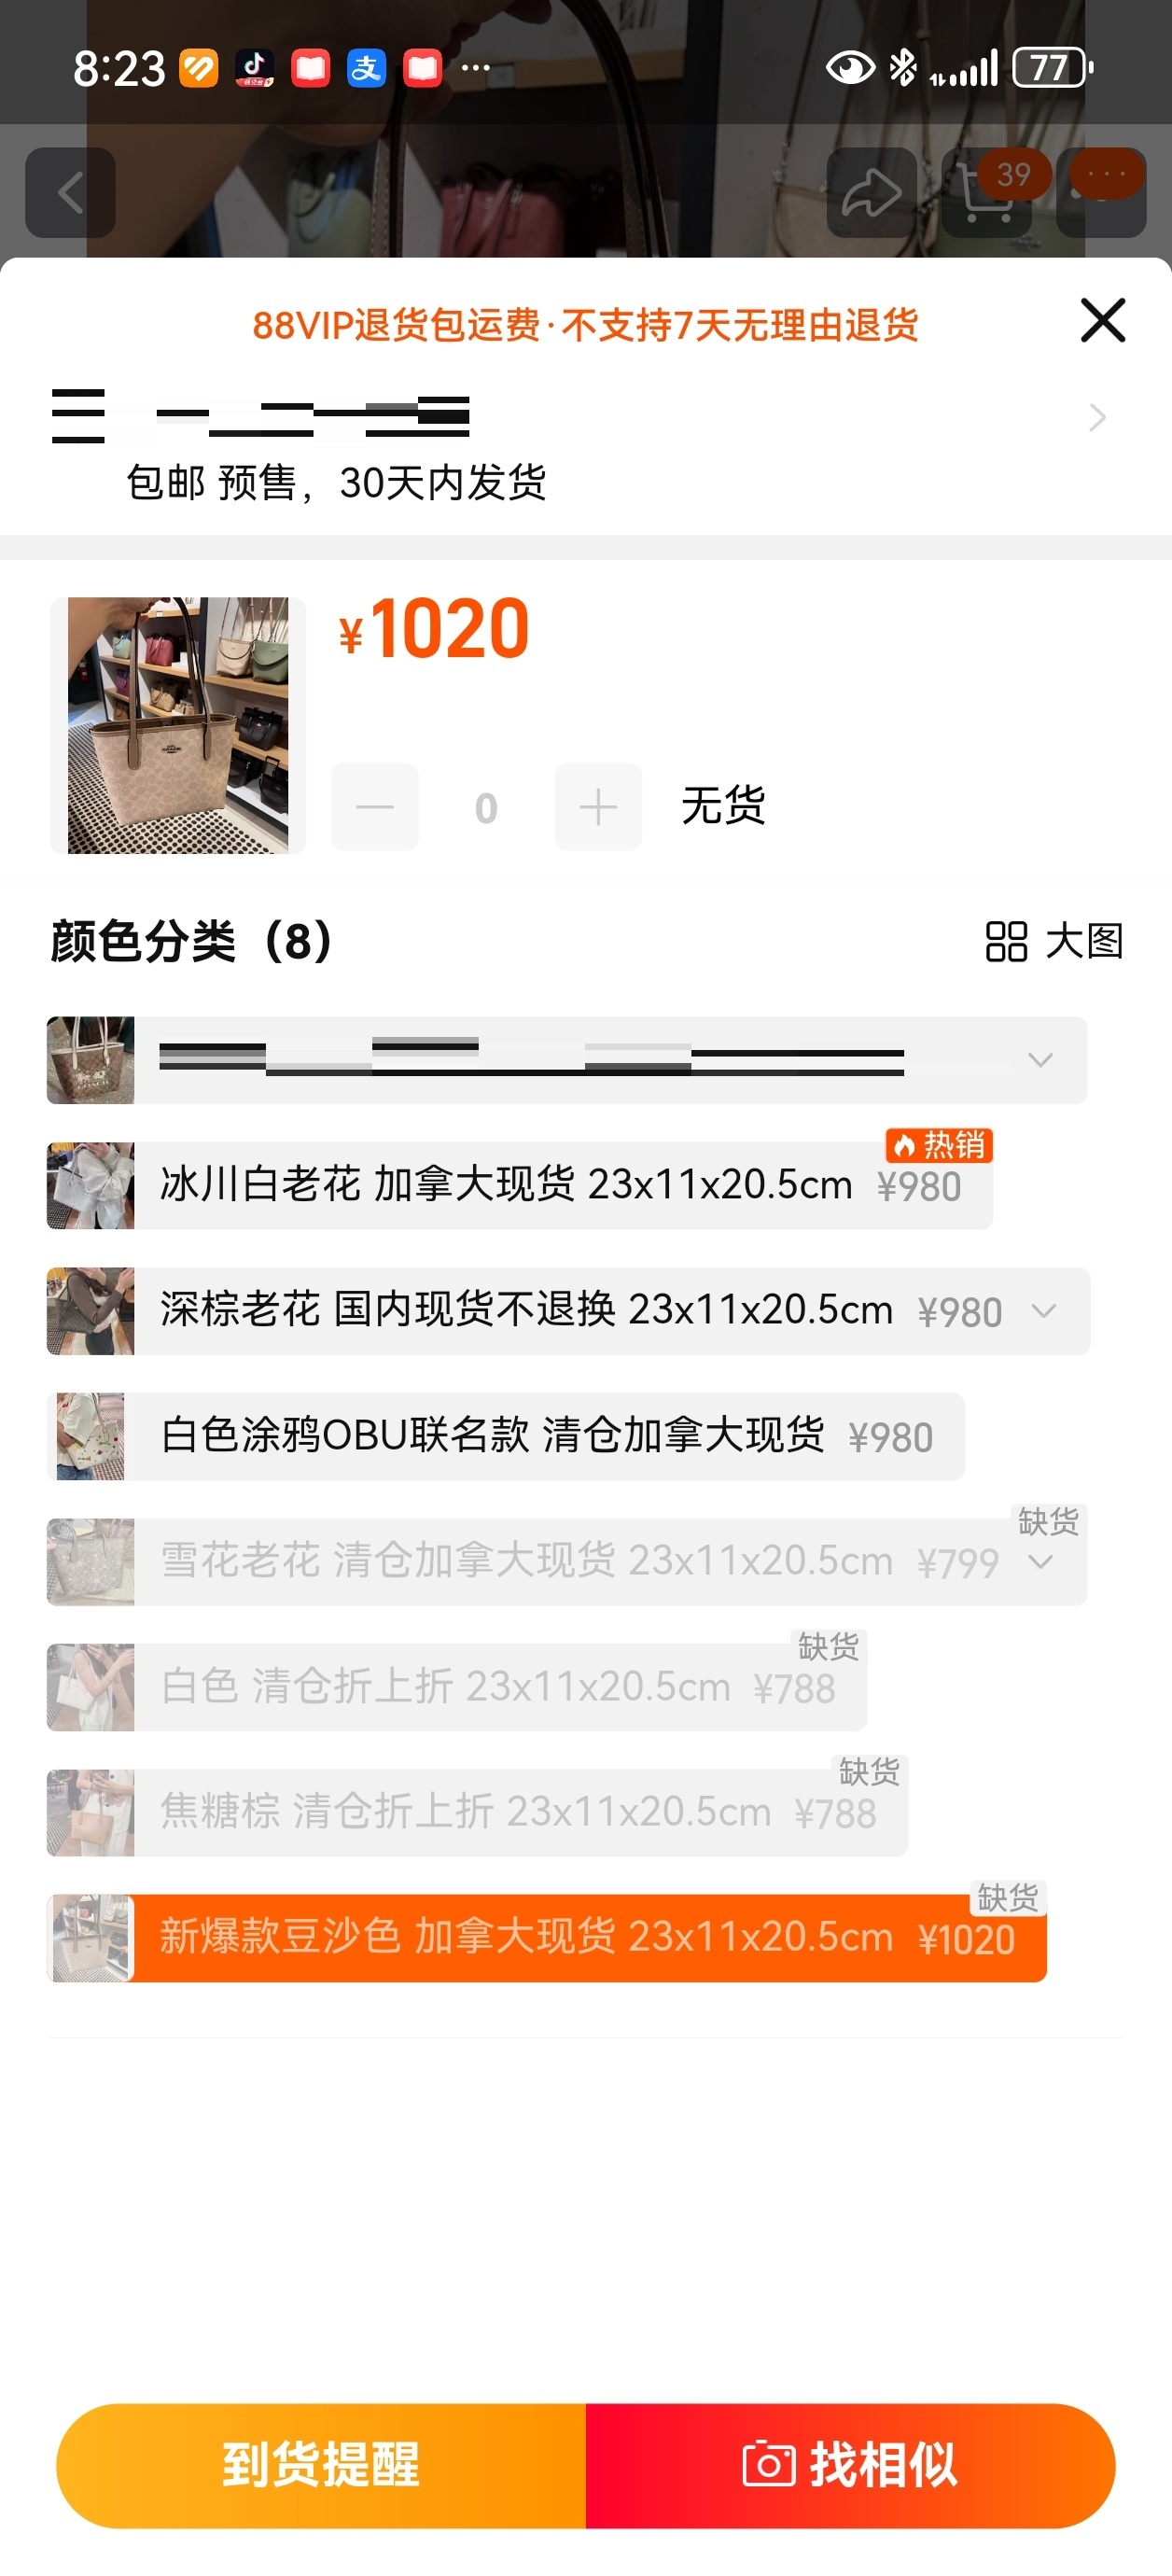 8:23
77
39
88VIP退货包运费·不支持7天无理由退货
包邮 预售，30天内发货
¥1020
0
无货
颜色分类（8）
大图
热销
冰川白老花 加拿大现货 23x11x20.5cm ¥980
深棕老花 国内现货不退换 23x11x20.5cm ¥980
白色涂鸦OBU联名款 清仓加拿大现货 ¥980
缺货
雪花老花 清仓加拿大现货 23x11x20.5cm ¥799
缺货
白色 清仓折上折 23x11x20.5cm ¥788
缺货
焦糖棕 清仓折上折 23x11x20.5cm ¥788
缺货
新爆款豆沙色 加拿大现货 23x11x20.5cm ¥1020
到货提醒
找相似